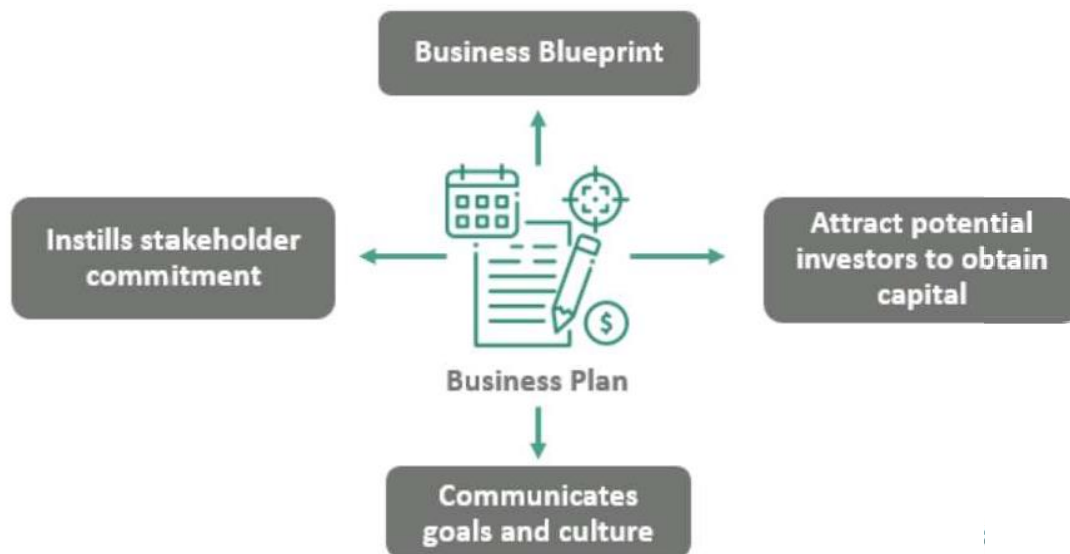 Business Blueprint
Instills stakeholder
commitment
Attract potential
investors to obtain
capital
$
Business Plan
Communicates
goals and culture